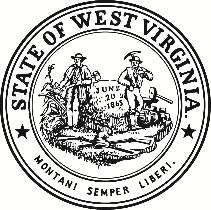 STATE OF WEST VIRGINIA.
JUNE
20
1863
MONTANI SEMPER LIBERI.